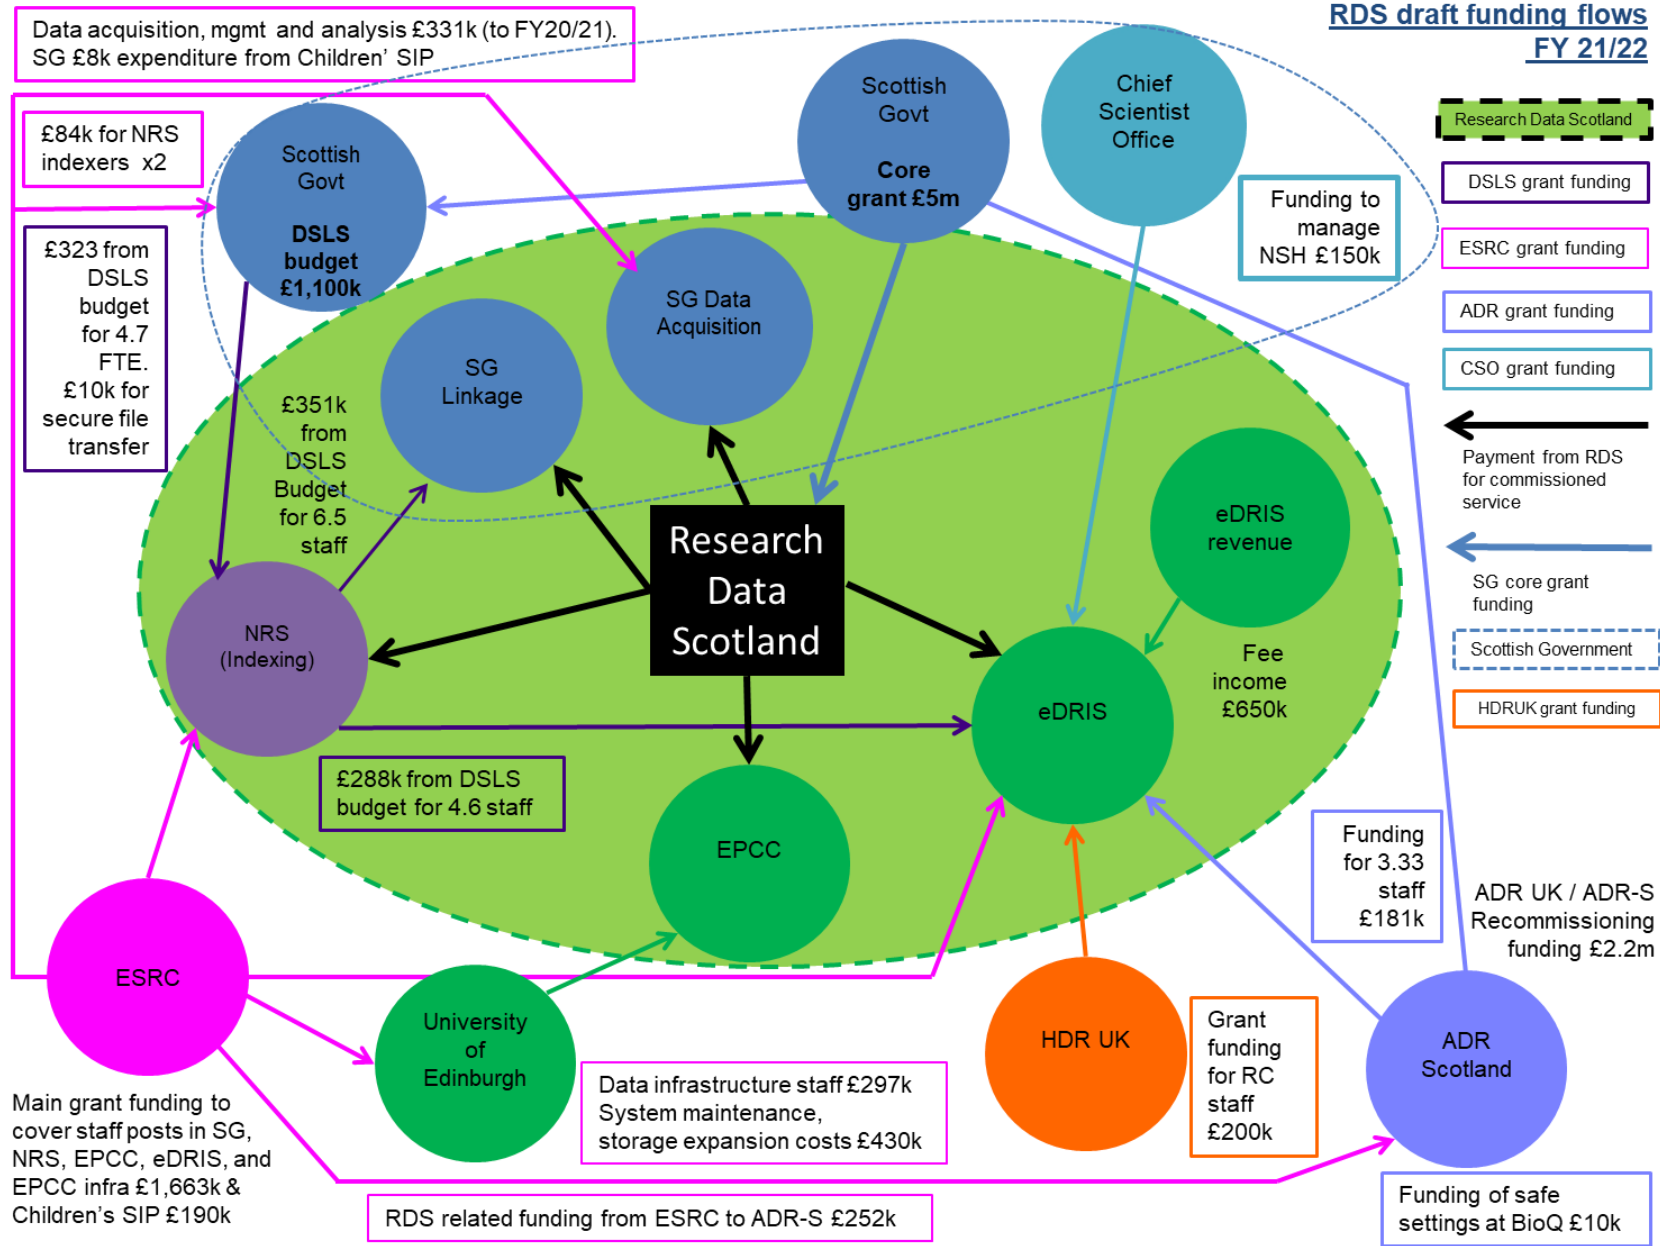 RDS draft funding flows
FY 21/22
Data acquisition, mgmt and analysis £331k (to FY20/21).
SG £8k expenditure from Children' SIP
£84k for NRS
indexers x2
Scottish
Govt
DSLS
budget
£1,100k
Scottish
Govt
Core
grant £5m
Chief
Scientist
Office
Funding to
manage
NSH £150k
Research Data Scotland
DSLS grant funding
ESRC grant funding
ADR grant funding
CSO grant funding
Payment from RDS
for commissioned
service
SG core grant
funding
Scottish Government
HDRUK grant funding
£323 from
DSLS
budget
for 4.7
FTE.
£10k for
secure file
transfer
SG Data
Acquisition
SG
Linkage
£351k
from
DSLS
Budget
for 6.5
staff
Research
Data
Scotland
eDRIS
revenue
Fee
income
£650k
NRS
(Indexing)
eDRIS
£288k from DSLS
budget for 4.6 staff
EPCC
Funding
for 3.33
staff
£181k
ADR UK / ADR-S
Recommissioning
funding £2.2m
ESRC
University
of
Edinburgh
HDR UK
Grant
funding
for RC
staff
£200k
ADR
Scotland
Data infrastructure staff £297k
System maintenance,
storage expansion costs £430k
Main grant funding to
cover staff posts in SG,
NRS, EPCC, eDRIS, and
EPCC infra £1,663k &
Children's SIP £190k
RDS related funding from ESRC to ADR-S £252k
Funding of safe
settings at BioQ £10k